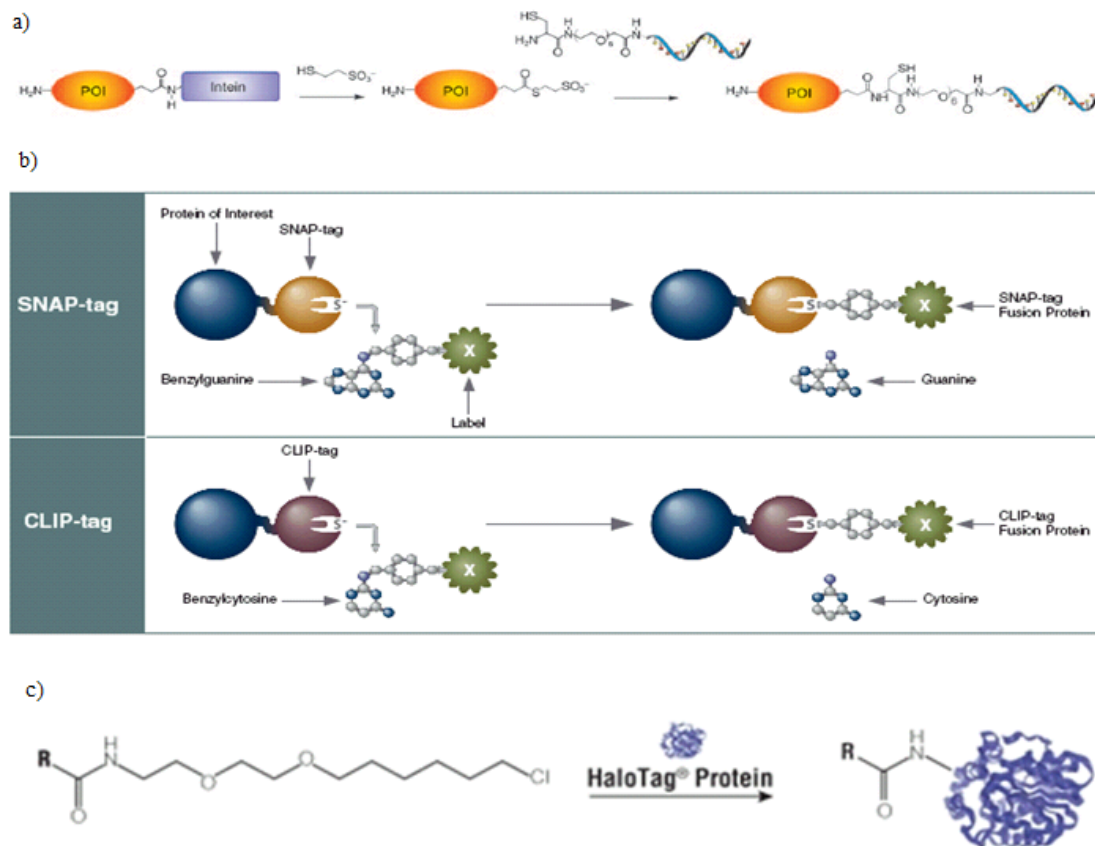 a)
HS
H₂N
O
H
N
O
6
O
N
H
H₂N
POI
O
N
H
Intein
HS
SO₃⁻
H₂N
POI
O
S
SO₃⁻
H₂N
POI
O
SH
N
H
O
H
N
O
6
O
H
N
b)
SNAP-tag
Protein of Interest
SNAP-tag
S⁻
X
Benzylguanine
Label
S
X
SNAP-tag
Fusion Protein
Guanine
CLIP-tag
CLIP-tag
S⁻
X
Benzylcytosine
S
X
CLIP-tag
Fusion Protein
Cytosine
c)
R
H
N
O
O
O
Cl
HaloTag® Protein
R
H
N
O